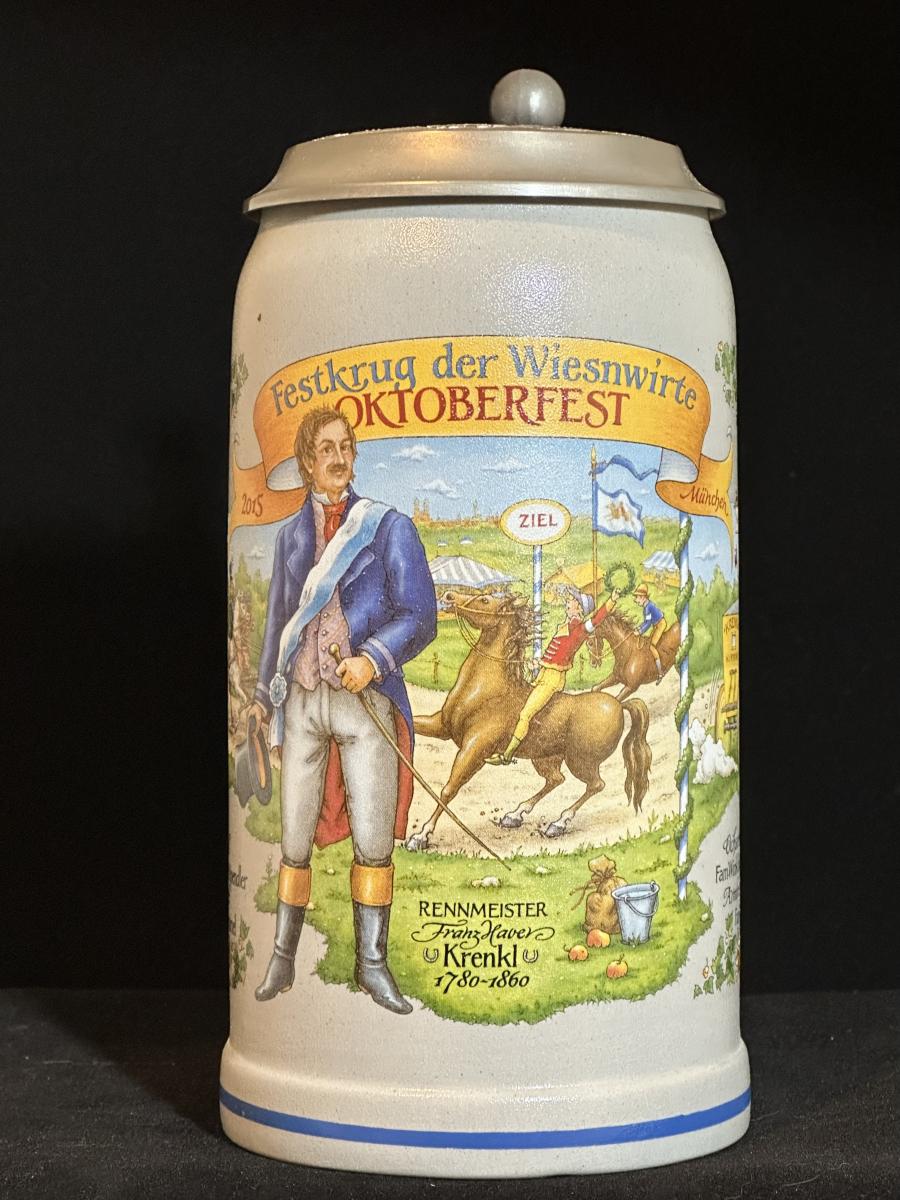 Festkrug der Wiesnwirte
OKTOBERFEST
2015
München
ZIEL
RENNMEISTER
Franz Xaver
Krenkl
1780-1860